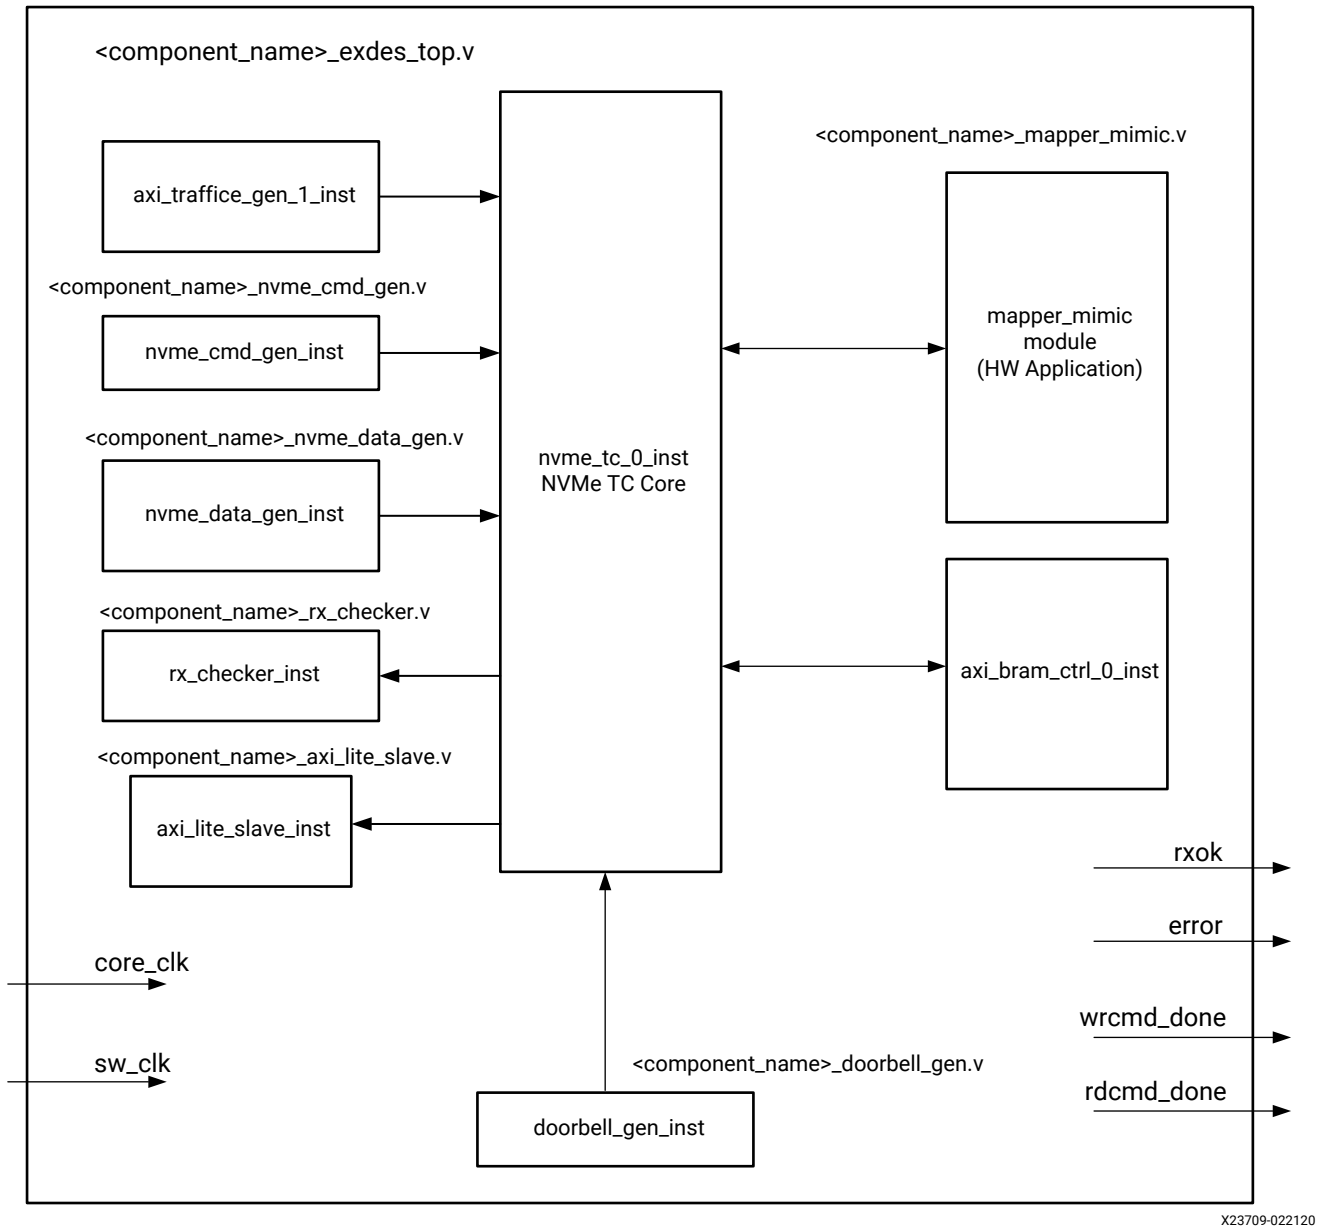 <component_name>_exdes_top.v
<component_name>_mapper_mimic.v
axi_traffice_gen_1_inst
<component_name>_nvme_cmd_gen.v
nvme_cmd_gen_inst
mapper_mimic
module
(HW Application)
<component_name>_nvme_data_gen.v
nvme_tc_0_inst
NVMe TC Core
nvme_data_gen_inst
<component_name>_rx_checker.v
rx_checker_inst
axi_bram_ctrl_0_inst
<component_name>_axi_lite_slave.v
axi_lite_slave_inst
rxok
error
core_clk
wrcmd_done
sw_clk
<component_name>_doorbell_gen.v
rdcmd_done
doorbell_gen_inst
X23709-022120